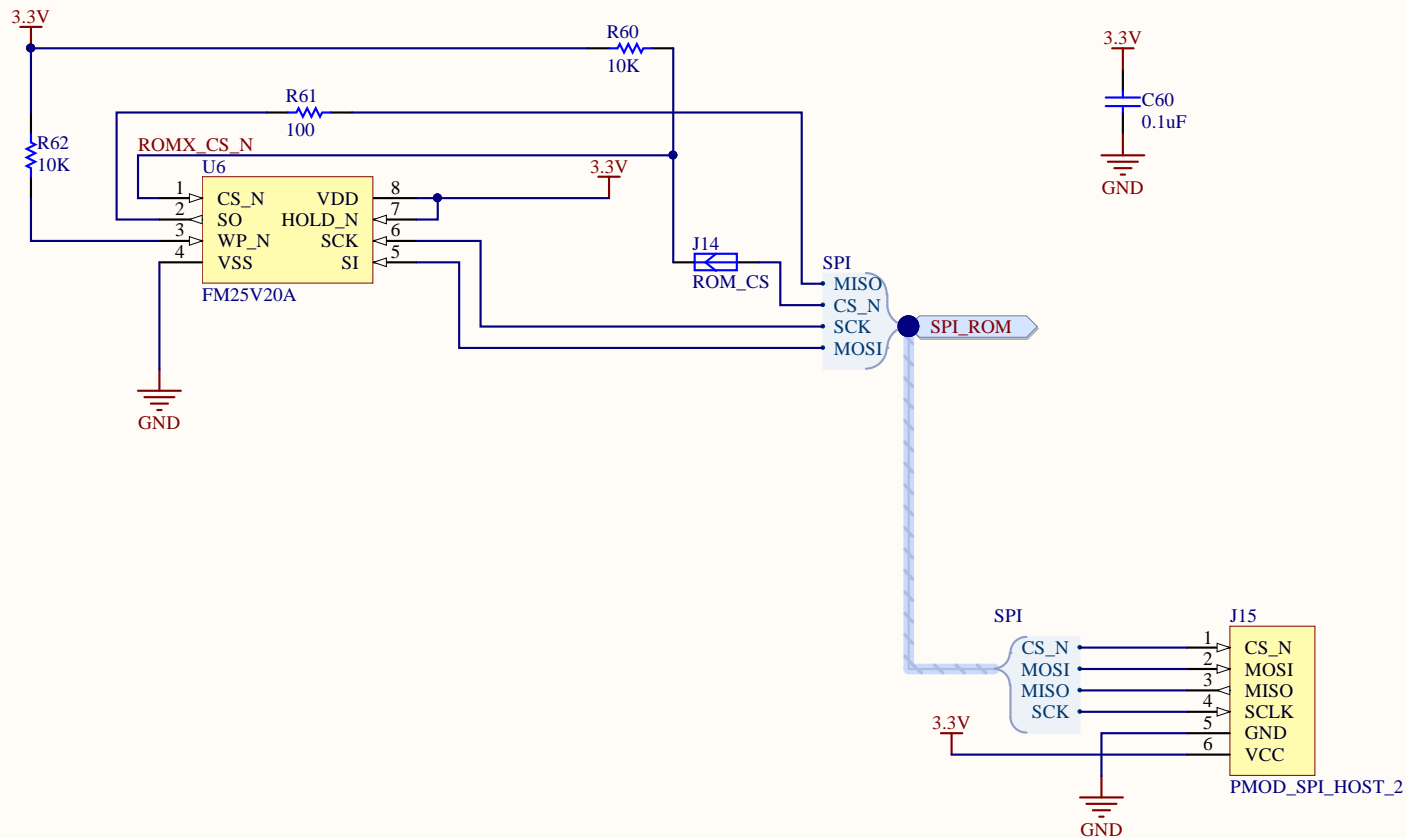 3.3V
R60
10K
3.3V
C60
0.1uF
GND
R61
100
R62
10K
ROMX_CS_N
U6
3.3V
1 CS_N VDD 8
2 SO HOLD_N 7
3 WP_N SCK 6
4 VSS SI 5
FM25V20A
GND
J14
ROM_CS
SPI
MISO
CS_N
SCK
MOSI
SPI_ROM
SPI
CS_N
MOSI
MISO
SCK
J15
1 CS_N
2 MOSI
3 MISO
4 SCLK
5 GND
6 VCC
PMOD_SPI_HOST_2
3.3V
GND